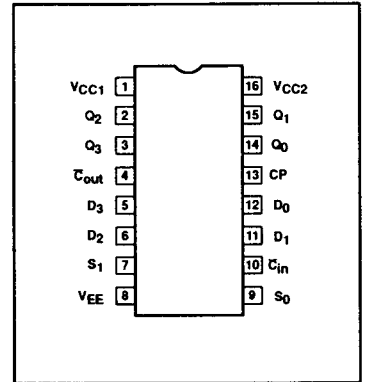 VCC1 1 16 VCC2
Q2 2 15 Q1
Q3 3 14 Q0
C̅out 4 13 CP
D3 5 12 D0
D2 6 11 D1
S1 7 10 C̅in
VEE 8 9 S0